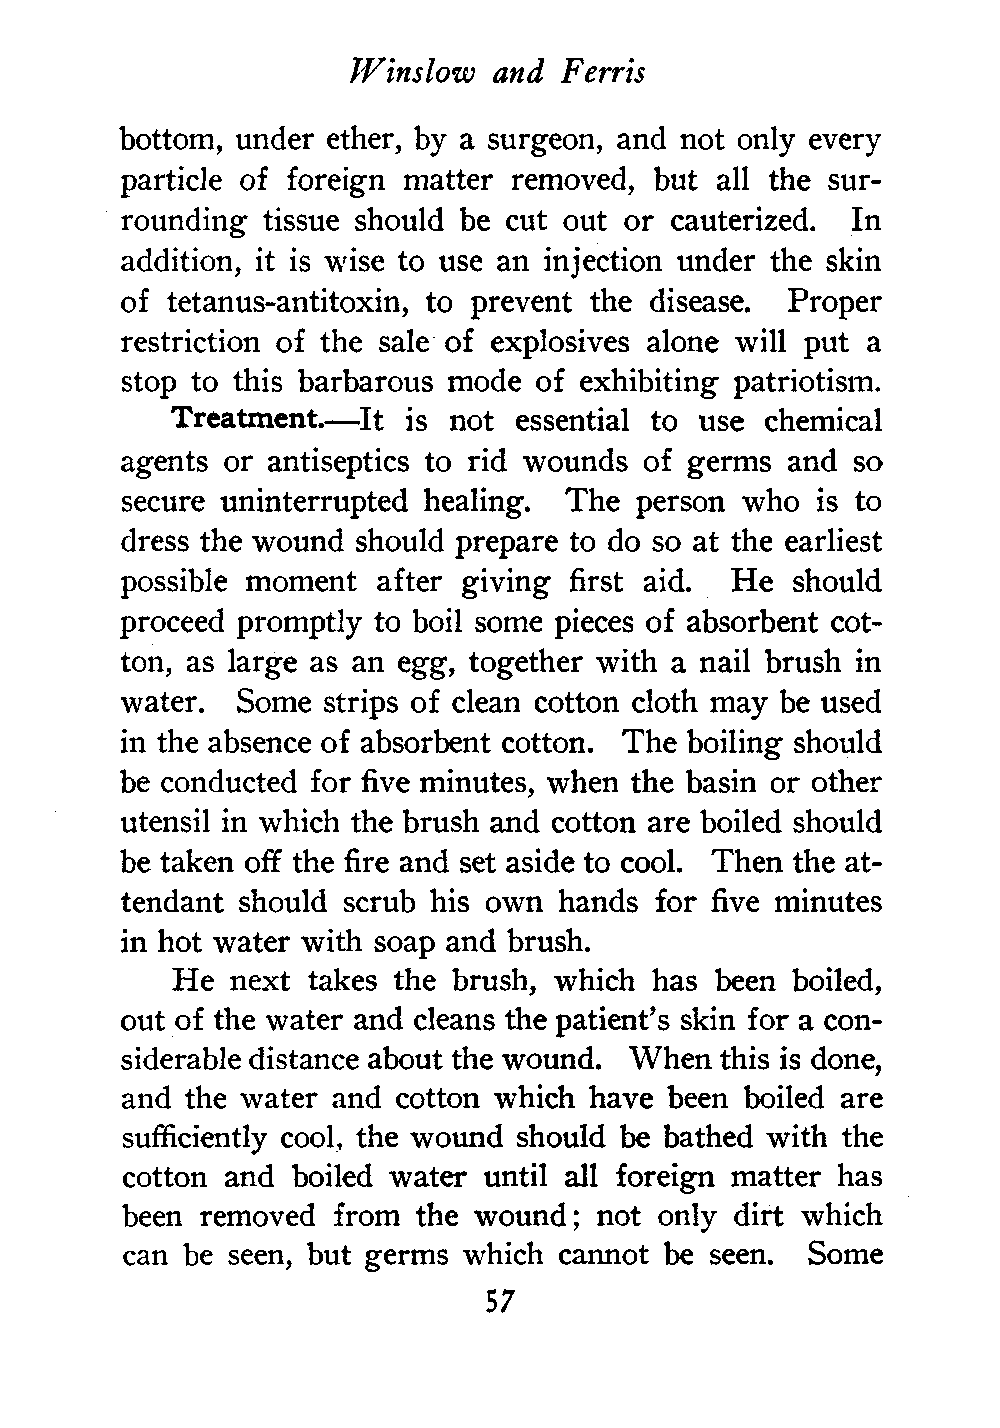 Winslow and Ferris
bottom, under ether, by a surgeon, and not only every
particle of foreign matter removed, but all the sur-
rounding tissue should be cut out or cauterized. In
addition, it is wise to use an injection under the skin
of tetanus-antitoxin, to prevent the disease. Proper
restriction of the sale of explosives alone will put a
stop to this barbarous mode of exhibiting patriotism.
Treatment.—It is not essential to use chemical
agents or antiseptics to rid wounds of germs and so
secure uninterrupted healing. The person who is to
dress the wound should prepare to do so at the earliest
possible moment after giving first aid. He should
proceed promptly to boil some pieces of absorbent cot-
ton, as large as an egg, together with a nail brush in
water. Some strips of clean cotton cloth may be used
in the absence of absorbent cotton. The boiling should
be conducted for five minutes, when the basin or other
utensil in which the brush and cotton are boiled should
be taken off the fire and set aside to cool. Then the at-
tendant should scrub his own hands for five minutes
in hot water with soap and brush.
He next takes the brush, which has been boiled,
out of the water and cleans the patient's skin for a con-
siderable distance about the wound. When this is done,
and the water and cotton which have been boiled are
sufficiently cool, the wound should be bathed with the
cotton and boiled water until all foreign matter has
been removed from the wound; not only dirt which
can be seen, but germs which cannot be seen. Some
57